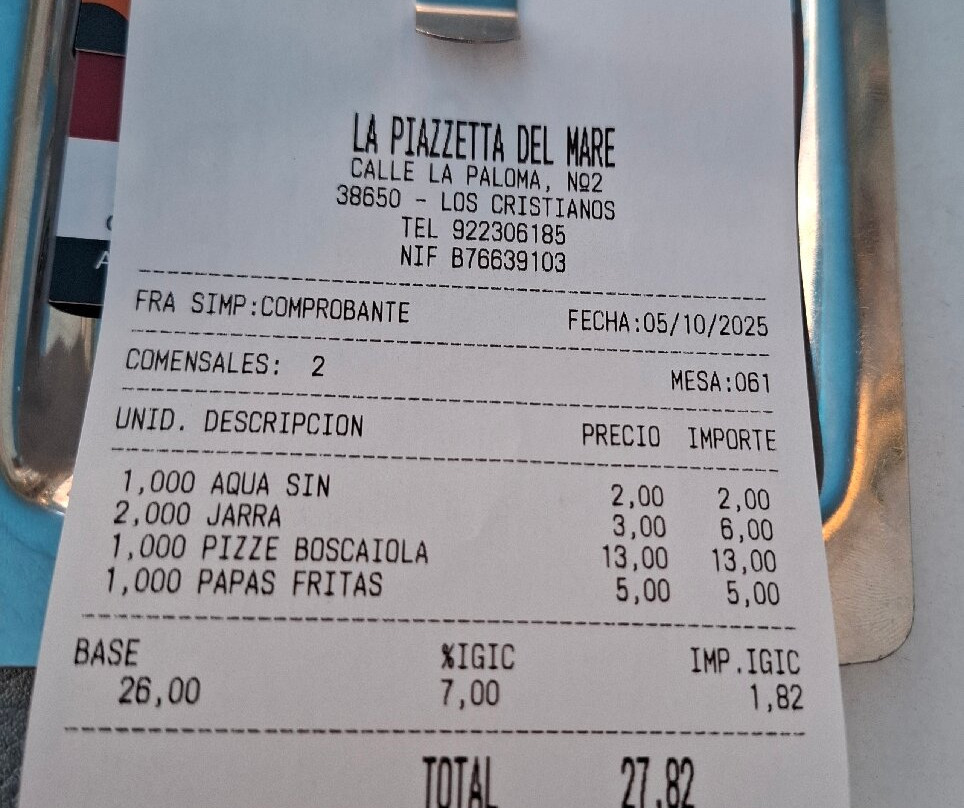 LA PIAZZETTA DEL MARE
CALLE LA PALOMA, Nº2
38650 - LOS CRISTIANOS
TEL 922306185
NIF B76639103
FRA SIMP:COMPROBANTE FECHA:05/10/2025
COMENSALES: 2 MESA:061
UNID. DESCRIPCION PRECIO IMPORTE
1,000 AQUA SIN 2,00 2,00
2,000 JARRA 3,00 6,00
1,000 PIZZE BOSCAIOLA 13,00 13,00
1,000 PAPAS FRITAS 5,00 5,00
BASE %IGIC IMP.IGIC
26,00 7,00 1,82
TOTAL 27,82